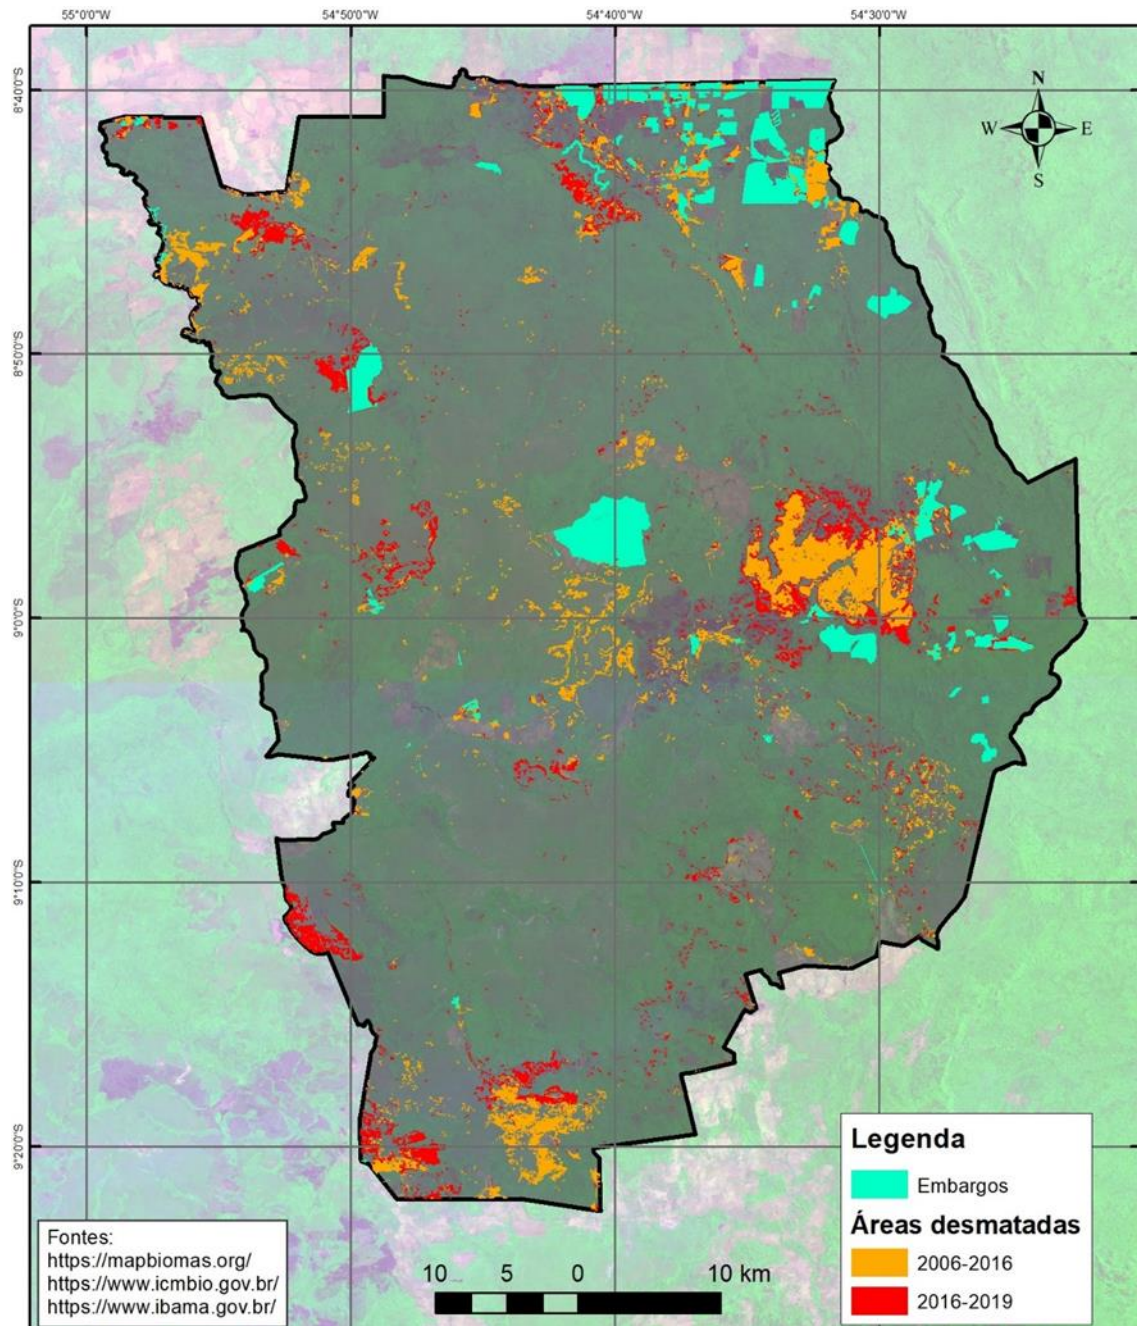 55°0'0"W
54°50'0"W
54°40'0"W
54°30'0"W
8°40'0"S
8°50'0"S
9°0'0"S
9°10'0"S
9°20'0"S
N
W
E
S
Legenda
Embargos
Áreas desmatadas
2006-2016
2016-2019
Fontes:
https://mapbiomas.org/
https://www.icmbio.gov.br/
https://www.ibama.gov.br/
10 5 0 10 km